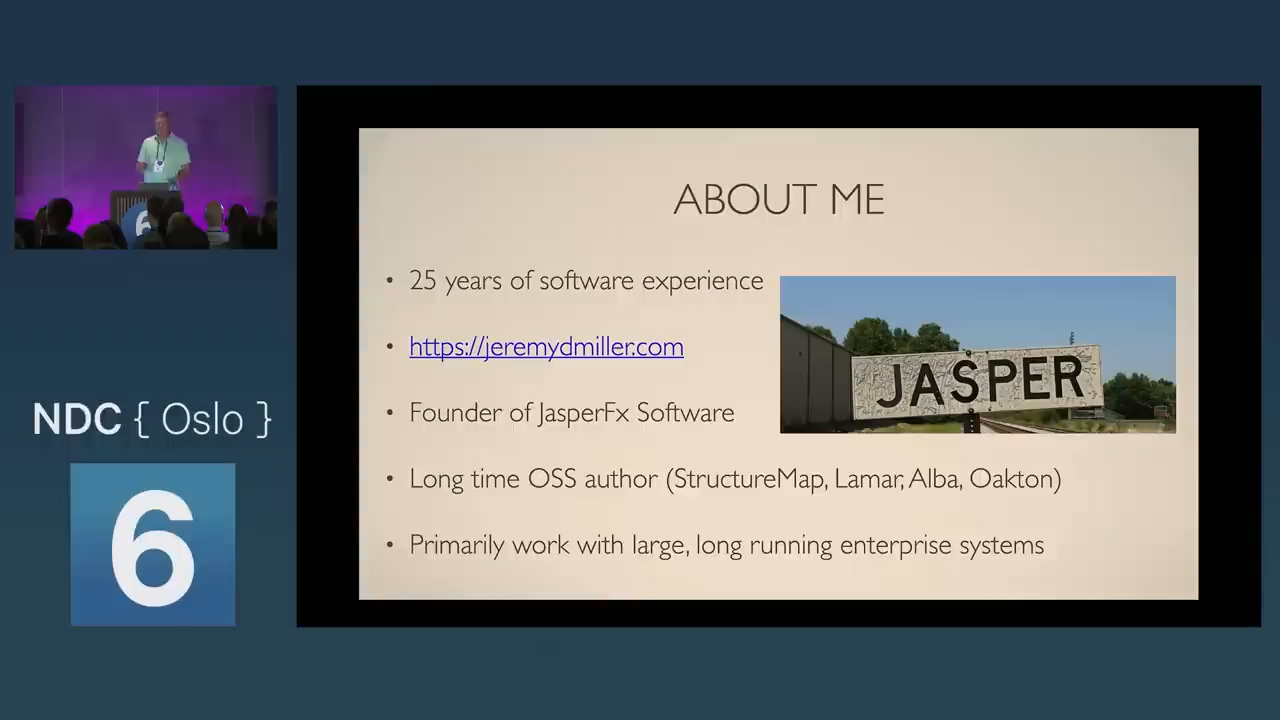 ABOUT ME
• 25 years of software experience
• https://jeremydmiller.com
• Founder of JasperFx Software
• Long time OSS author (StructureMap, Lamar, Alba, Oakton)
• Primarily work with large, long running enterprise systems
JASPER
NDC { Oslo }
6
6